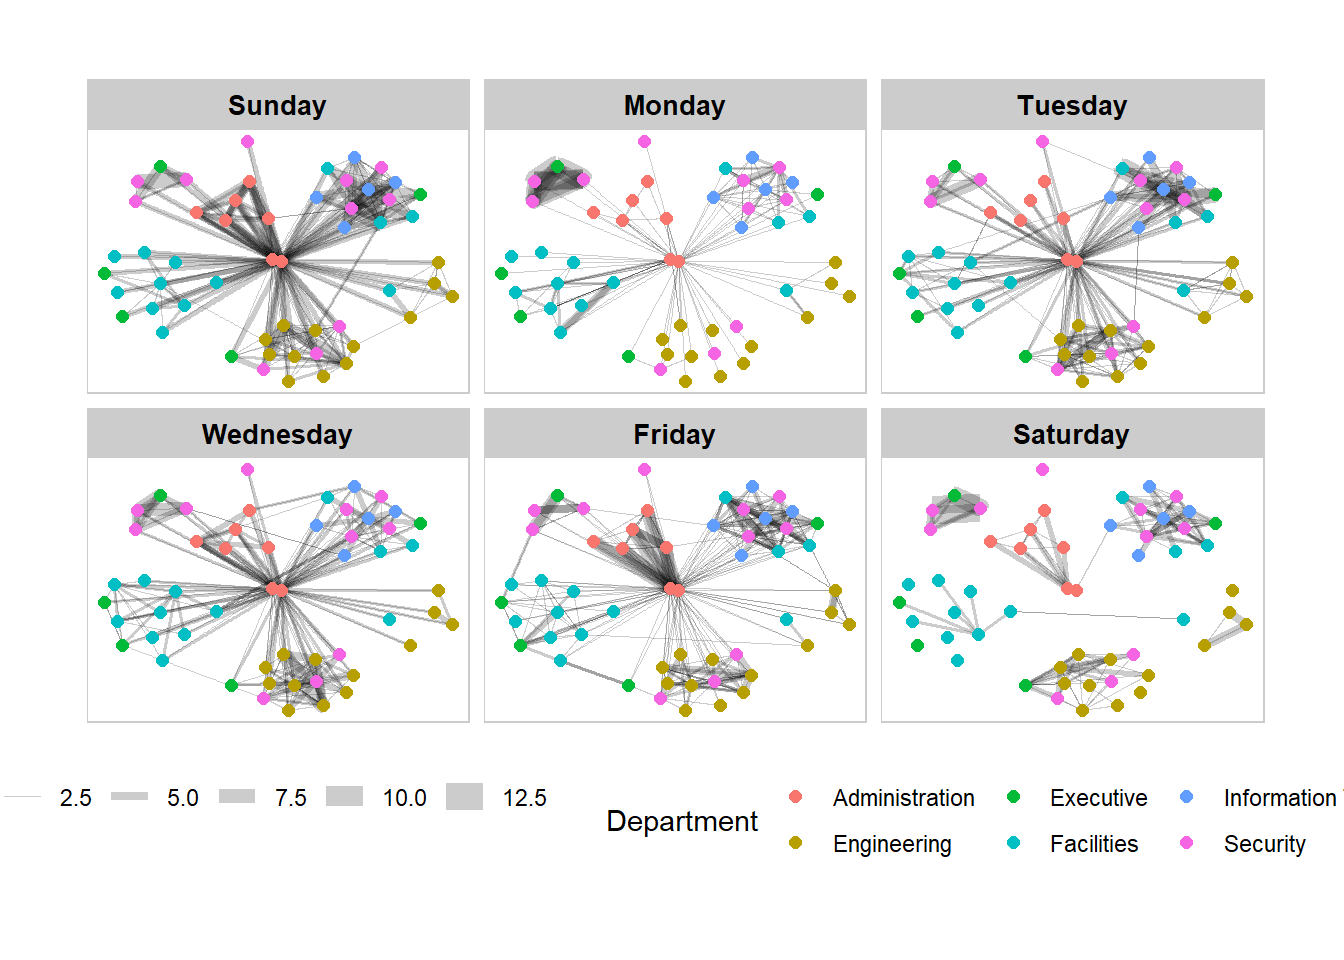 Sunday
Monday
Tuesday
Wednesday
Friday
Saturday
2.5 5.0 7.5 10.0 12.5
Department
Administration Executive Information
Engineering Facilities Security